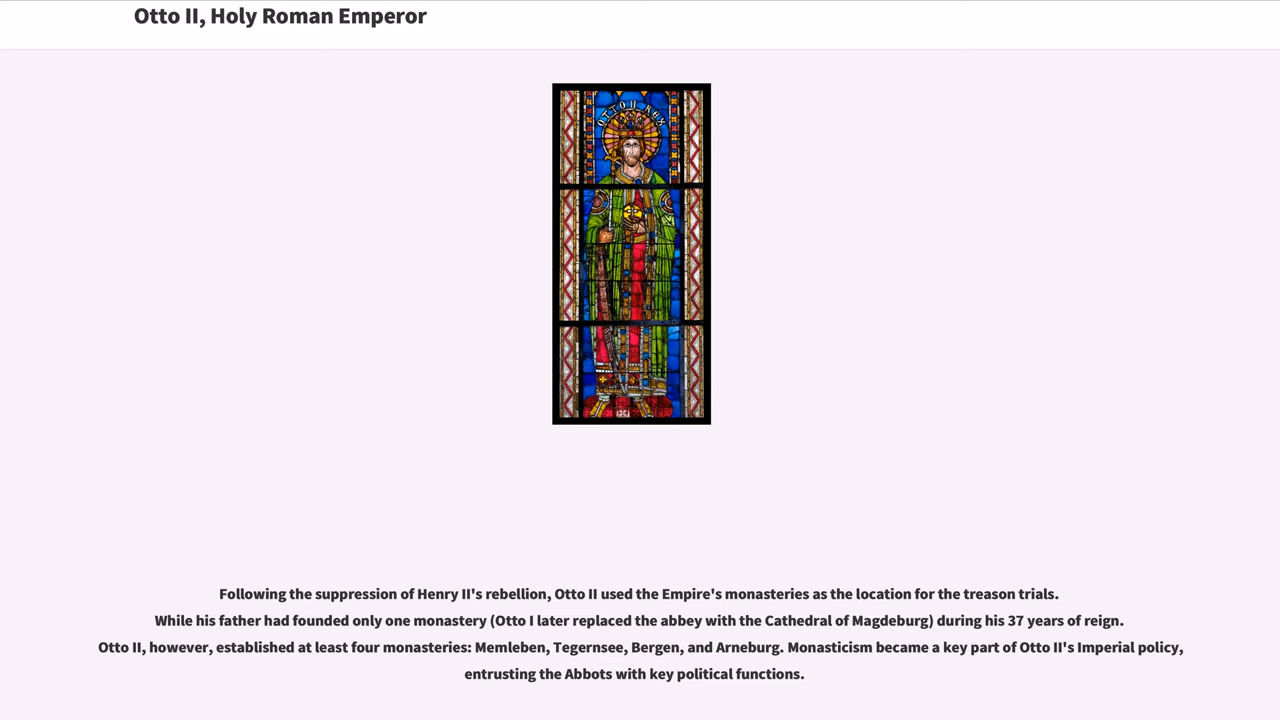 Otto II, Holy Roman Emperor
OTTO II REX
Following the suppression of Henry II's rebellion, Otto II used the Empire's monasteries as the location for the treason trials.
While his father had founded only one monastery (Otto I later replaced the abbey with the Cathedral of Magdeburg) during his 37 years of reign.
Otto II, however, established at least four monasteries: Memleben, Tegernsee, Bergen, and Arneburg. Monasticism became a key part of Otto II's Imperial policy,
entrusting the Abbots with key political functions.